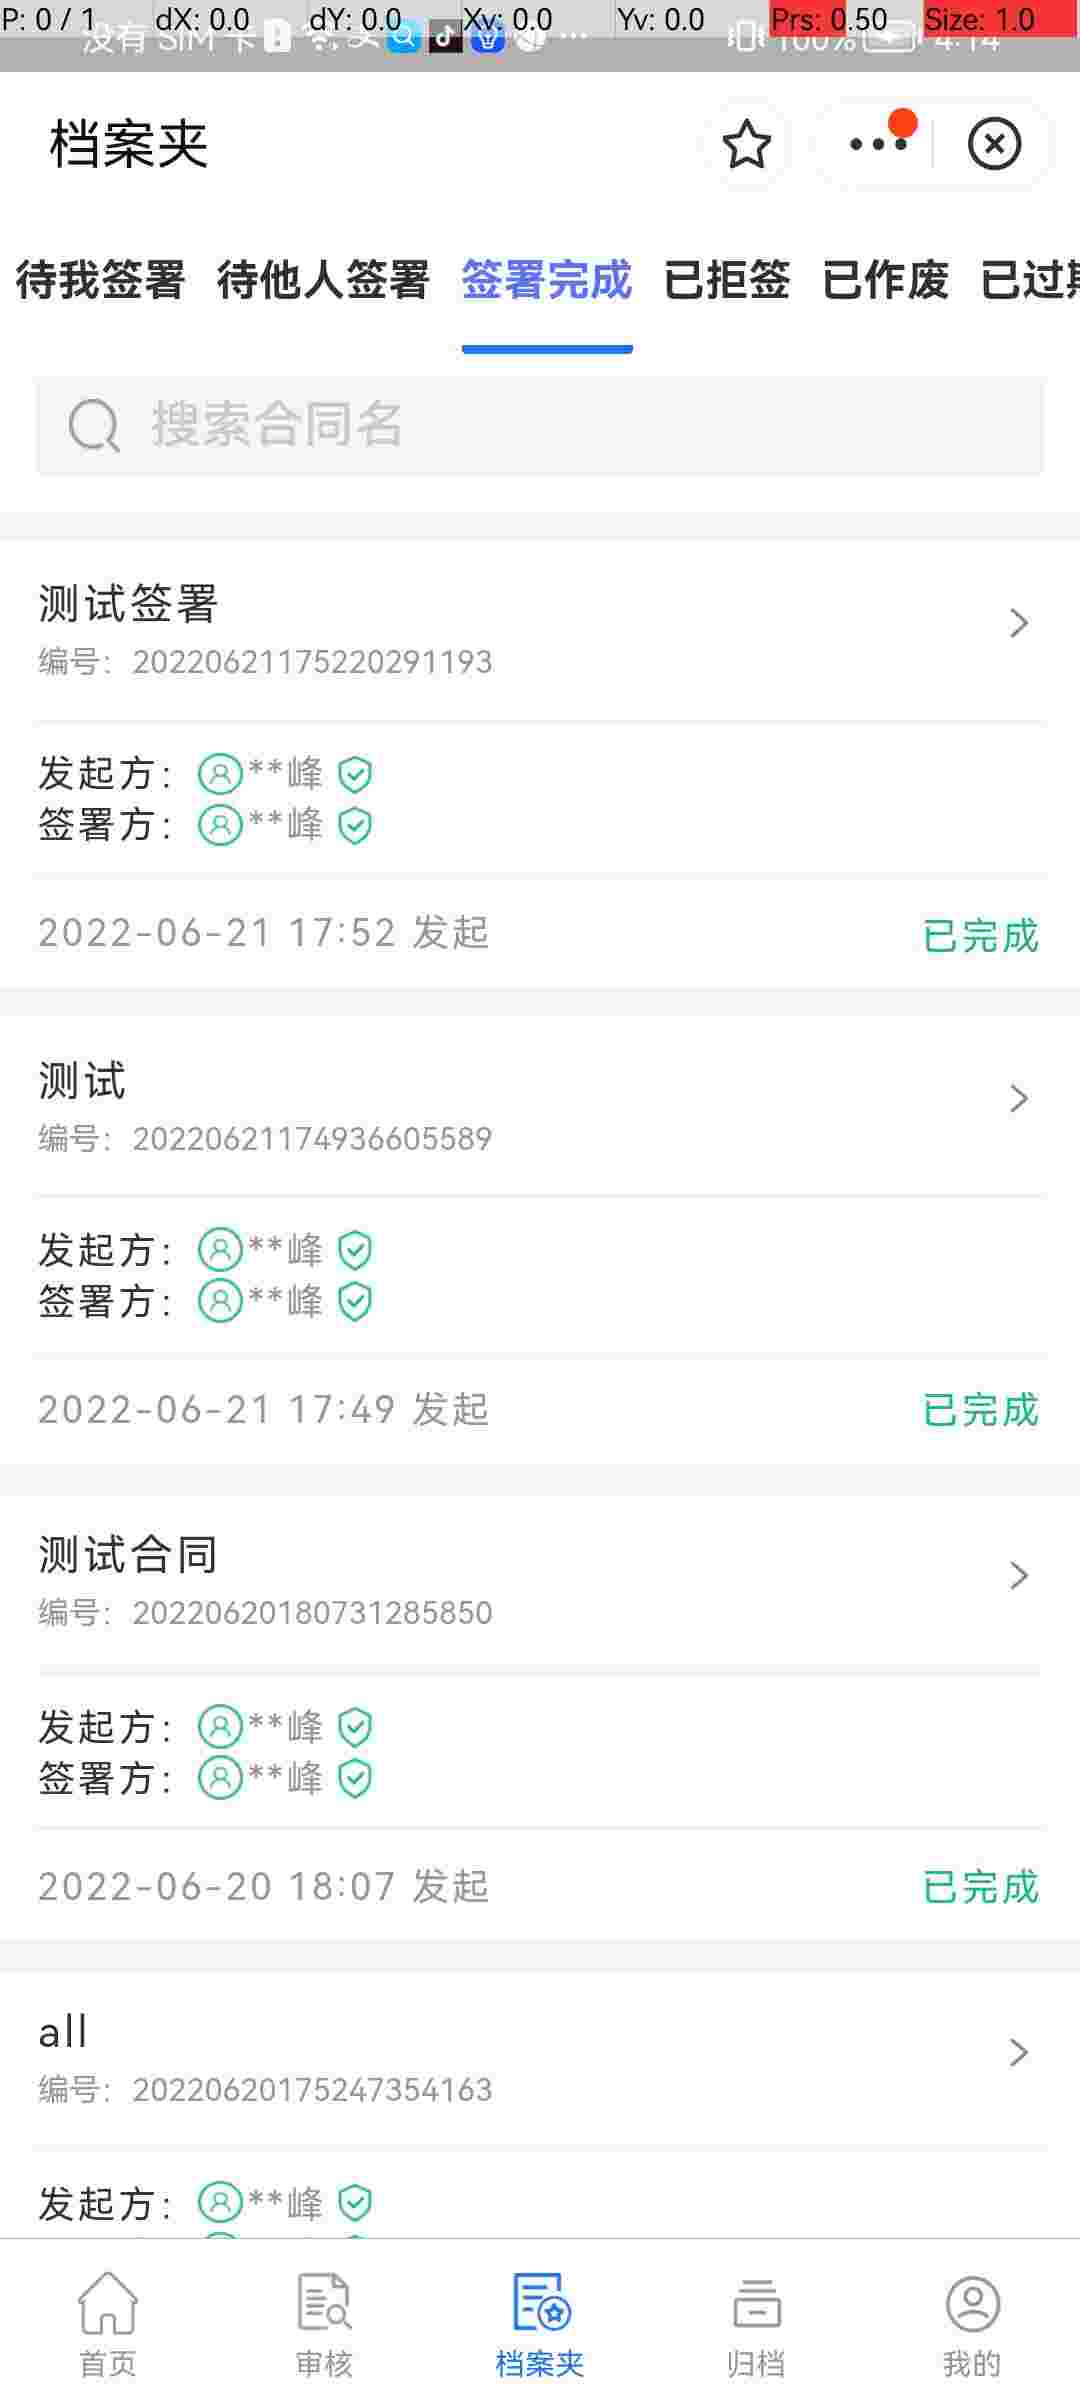 P: 0 / 1 dX: 0.0 dY: 0.0 Xv: 0.0 Yv: 0.0 Prs: 0.50 Size: 1.0
没有 SIM 卡 100% 4:14
档案夹
待我签署 待他人签署 签署完成 已拒签 已作废 已过期
搜索合同名
测试签署
编号：20220621175220291193
发起方：**峰
签署方：**峰
2022-06-21 17:52 发起 已完成
测试
编号：20220621174936605589
发起方：**峰
签署方：**峰
2022-06-21 17:49 发起 已完成
测试合同
编号：20220620180731285850
发起方：**峰
签署方：**峰
2022-06-20 18:07 发起 已完成
all
编号：20220620175247354163
发起方：**峰
首页 审核 档案夹 归档 我的